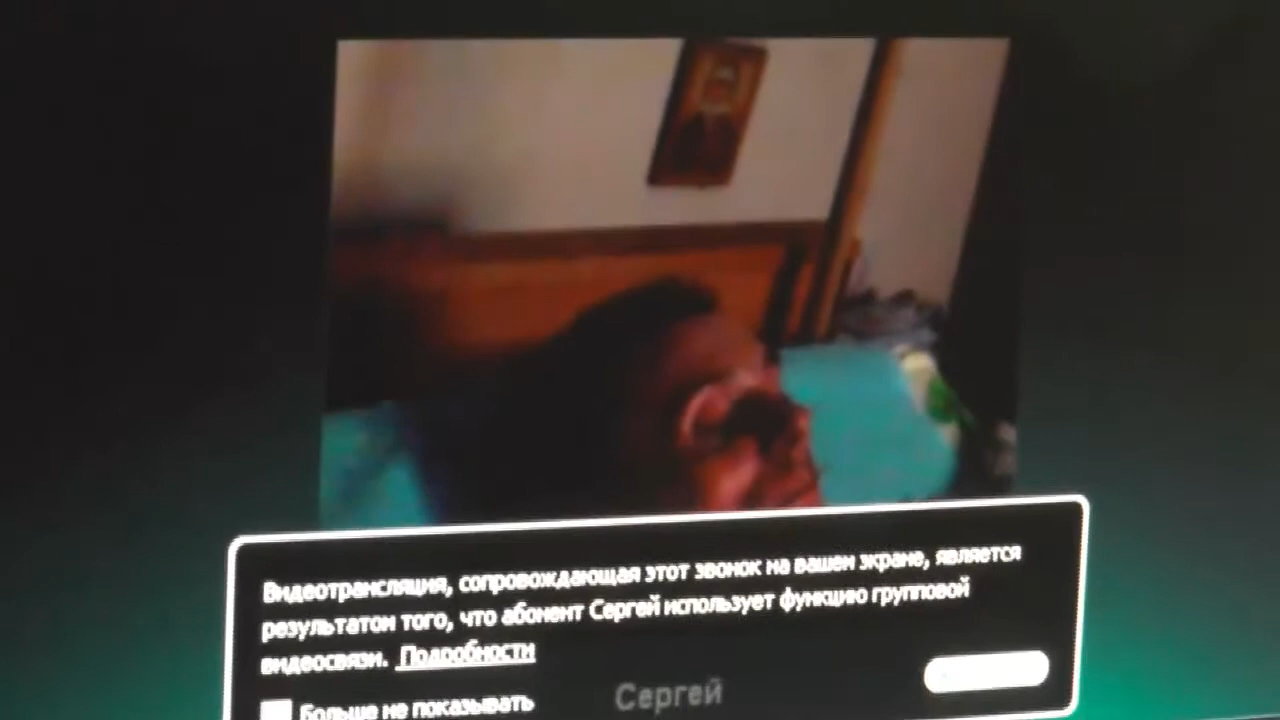 Видеотрансляция, сопровождающая этот звонок на вашем экране, является
результатом того, что абонент Сергей использует функцию групповой
видеосвязи. Подробности
Больше не показывать
Сергей